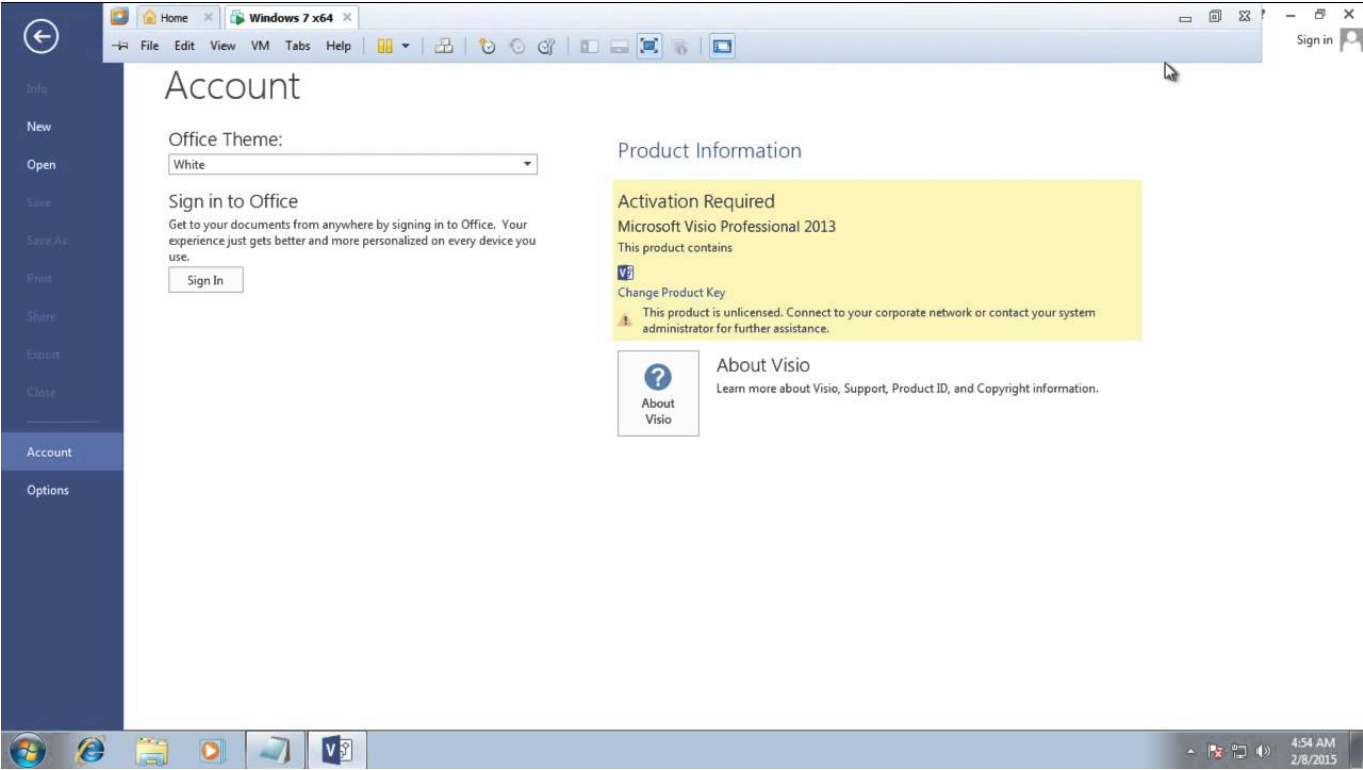 Home
Windows 7 x64
File Edit View VM Tabs Help
Sign in
Info
New
Open
Save
Save As
Print
Share
Export
Close
Account
Options
Account
Office Theme:
White
Sign in to Office
Get to your documents from anywhere by signing in to Office. Your
experience just gets better and more personalized on every device you
use.
Sign In
Product Information
Activation Required
Microsoft Visio Professional 2013
This product contains
Change Product Key
This product is unlicensed. Connect to your corporate network or contact your system
administrator for further assistance.
About
Visio
About Visio
Learn more about Visio, Support, Product ID, and Copyright information.
4:54 AM
2/8/2015